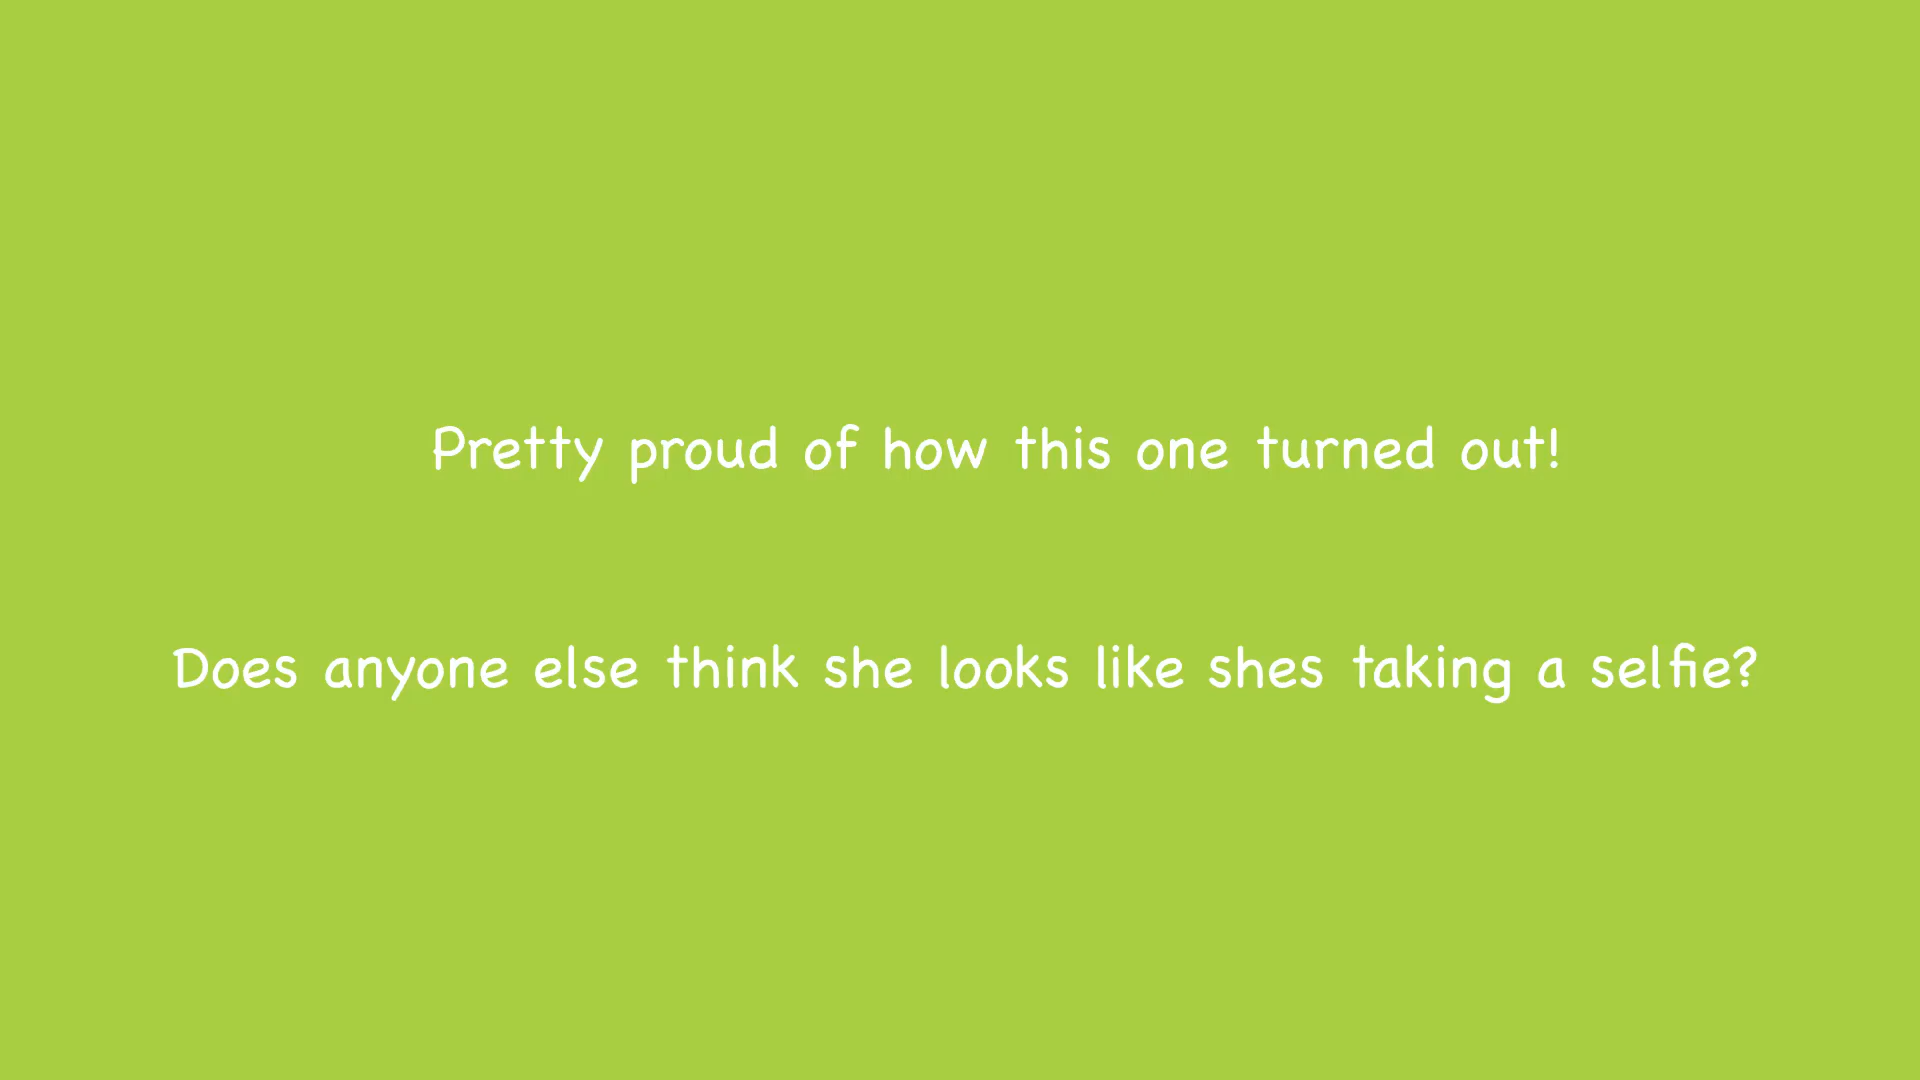 Pretty proud of how this one turned out!
Does anyone else think she looks like shes taking a selfie?